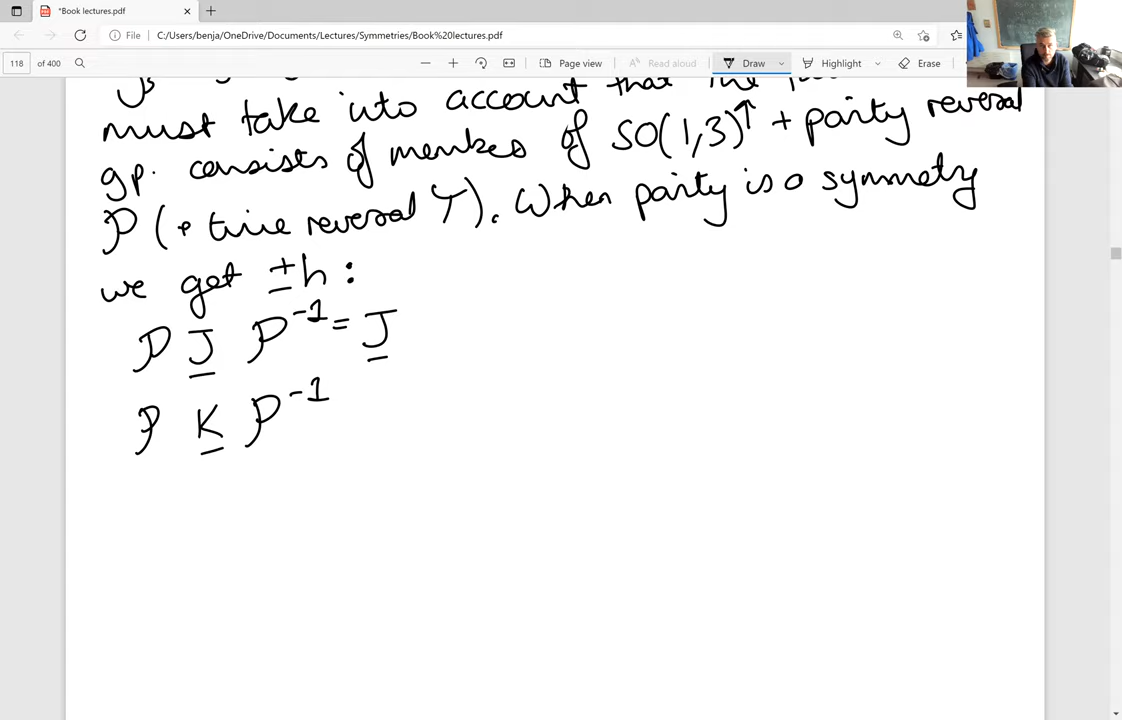 *Book lectures.pdf
File C:/Users/benja/OneDrive/Documents/Lectures/Symmetries/Book%20lectures.pdf
118 of 400 Page view Read aloud Draw Highlight Erase
must take into account that the
gp. consists of members of SO(1,3)↑ + parity reversal
P (+ time reversal T). When parity is a symmetry
we get ±h:
P J P⁻¹ = J
P K P⁻¹